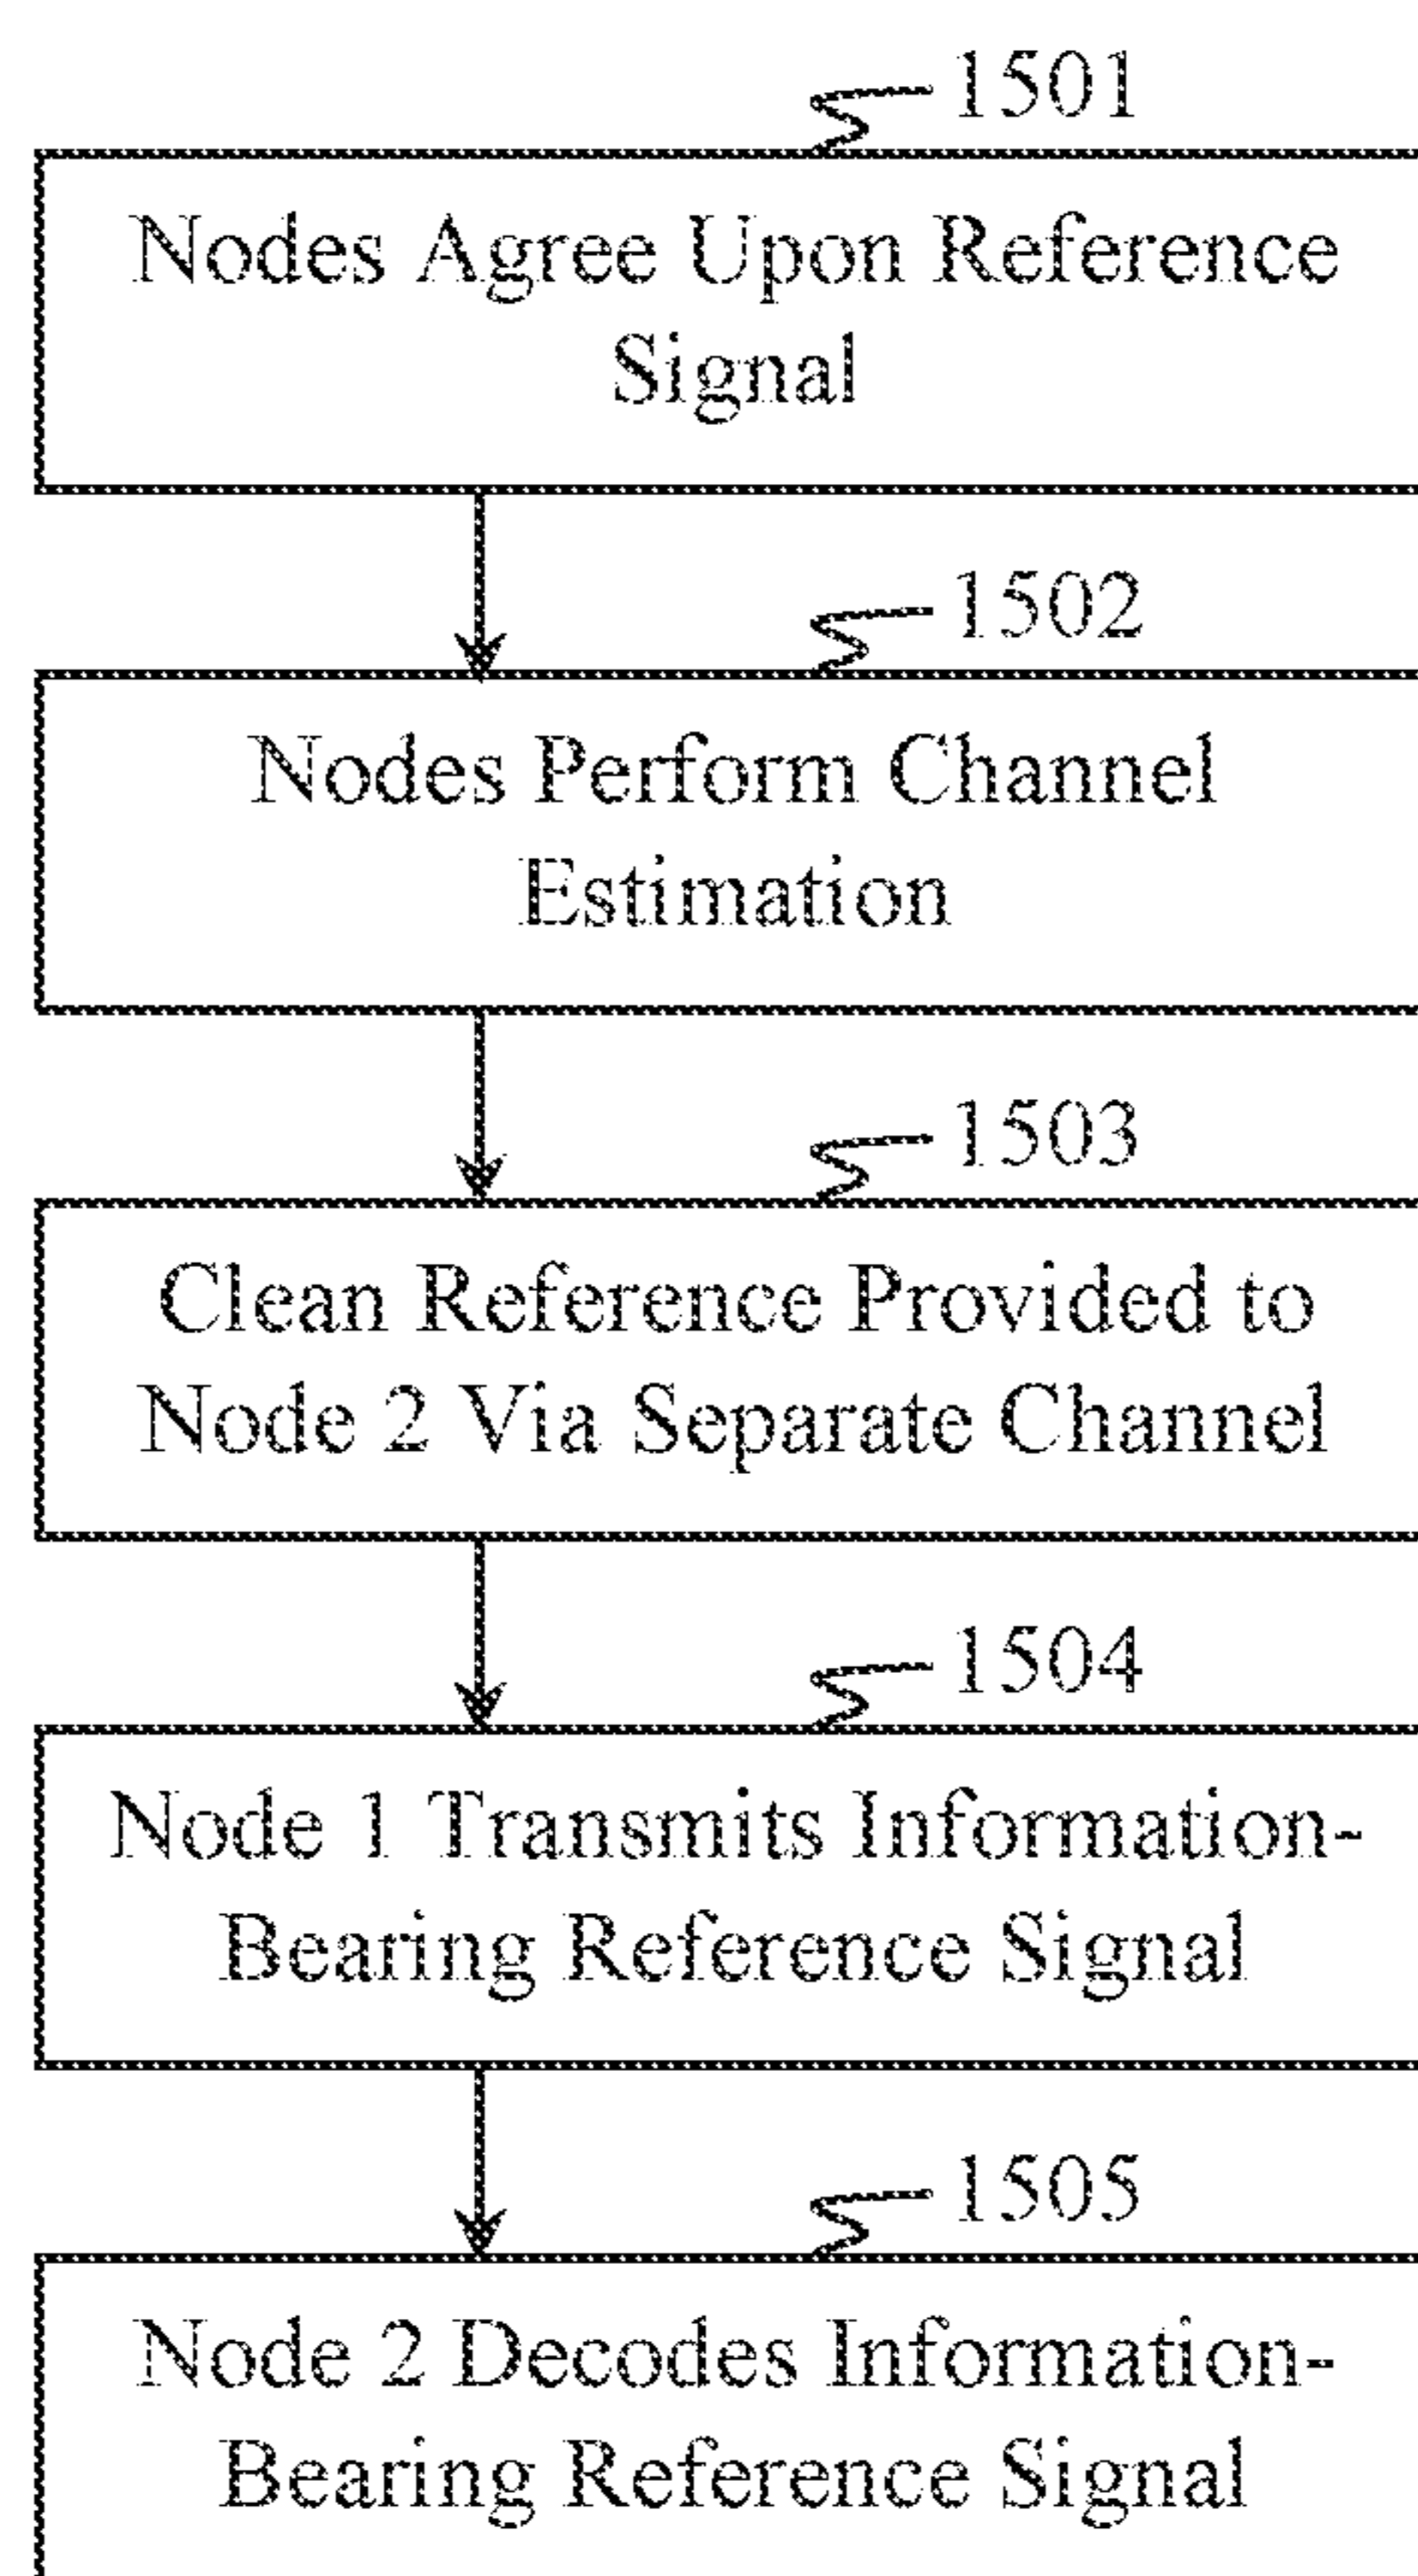 1501
Nodes Agree Upon Reference
Signal
1502
Nodes Perform Channel
Estimation
1503
Clean Reference Provided to
Node 2 Via Separate Channel
1504
Node 1 Transmits Information-
Bearing Reference Signal
1505
Node 2 Decodes Information-
Bearing Reference Signal